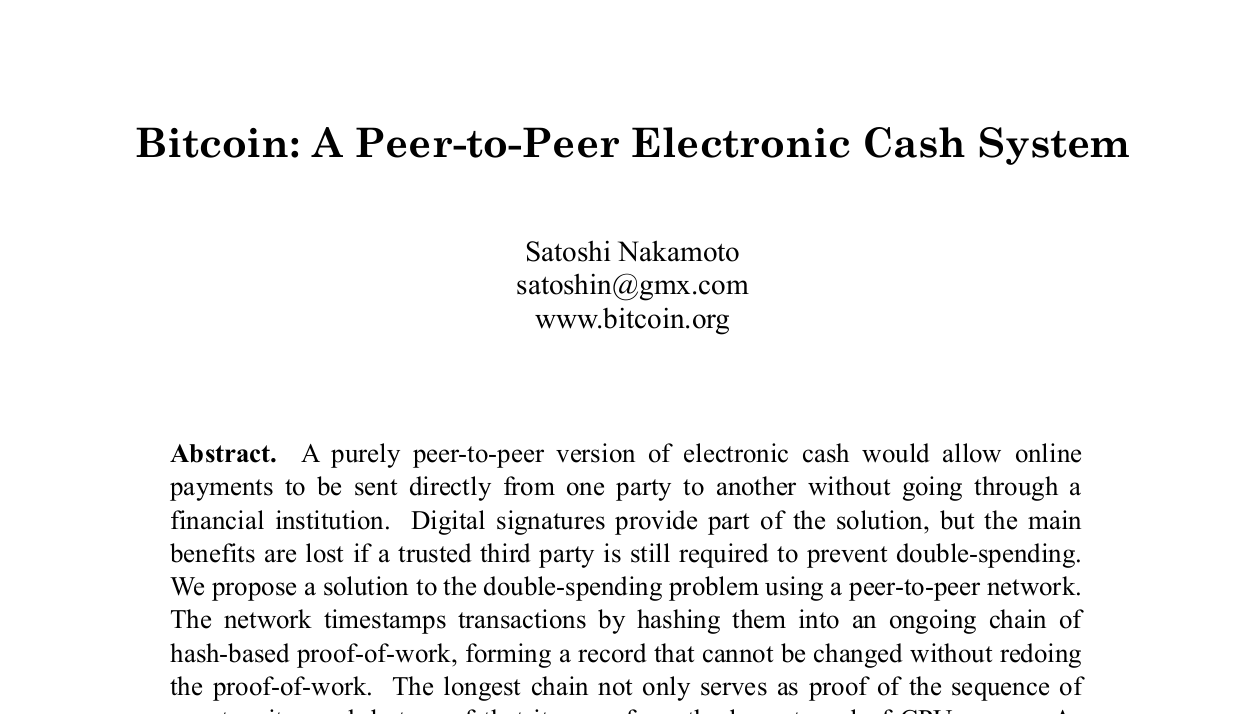 Bitcoin: A Peer-to-Peer Electronic Cash System
Satoshi Nakamoto
satoshin@gmx.com
www.bitcoin.org
Abstract. A purely peer-to-peer version of electronic cash would allow online
payments to be sent directly from one party to another without going through a
financial institution. Digital signatures provide part of the solution, but the main
benefits are lost if a trusted third party is still required to prevent double-spending.
We propose a solution to the double-spending problem using a peer-to-peer network.
The network timestamps transactions by hashing them into an ongoing chain of
hash-based proof-of-work, forming a record that cannot be changed without redoing
the proof-of-work. The longest chain not only serves as proof of the sequence of